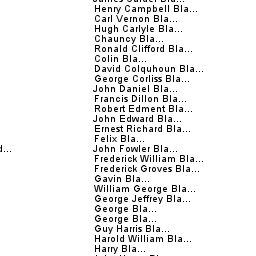 Henry Campbell Bla...
Carl Vernon Bla...
Hugh Carlyle Bla...
Chauncy Bla...
Ronald Clifford Bla...
Colin Bla...
David Colquhoun Bla...
George Corliss Bla...
John Daniel Bla...
Francis Dillon Bla...
Robert Edment Bla...
John Edward Bla...
Ernest Richard Bla...
Felix Bla...
d... John Fowler Bla...
Frederick William Bla...
Frederick Groves Bla...
Gavin Bla...
William George Bla...
George Jeffrey Bla...
George Bla...
George Bla...
Guy Harris Bla...
Harold William Bla...
Harry Bla...